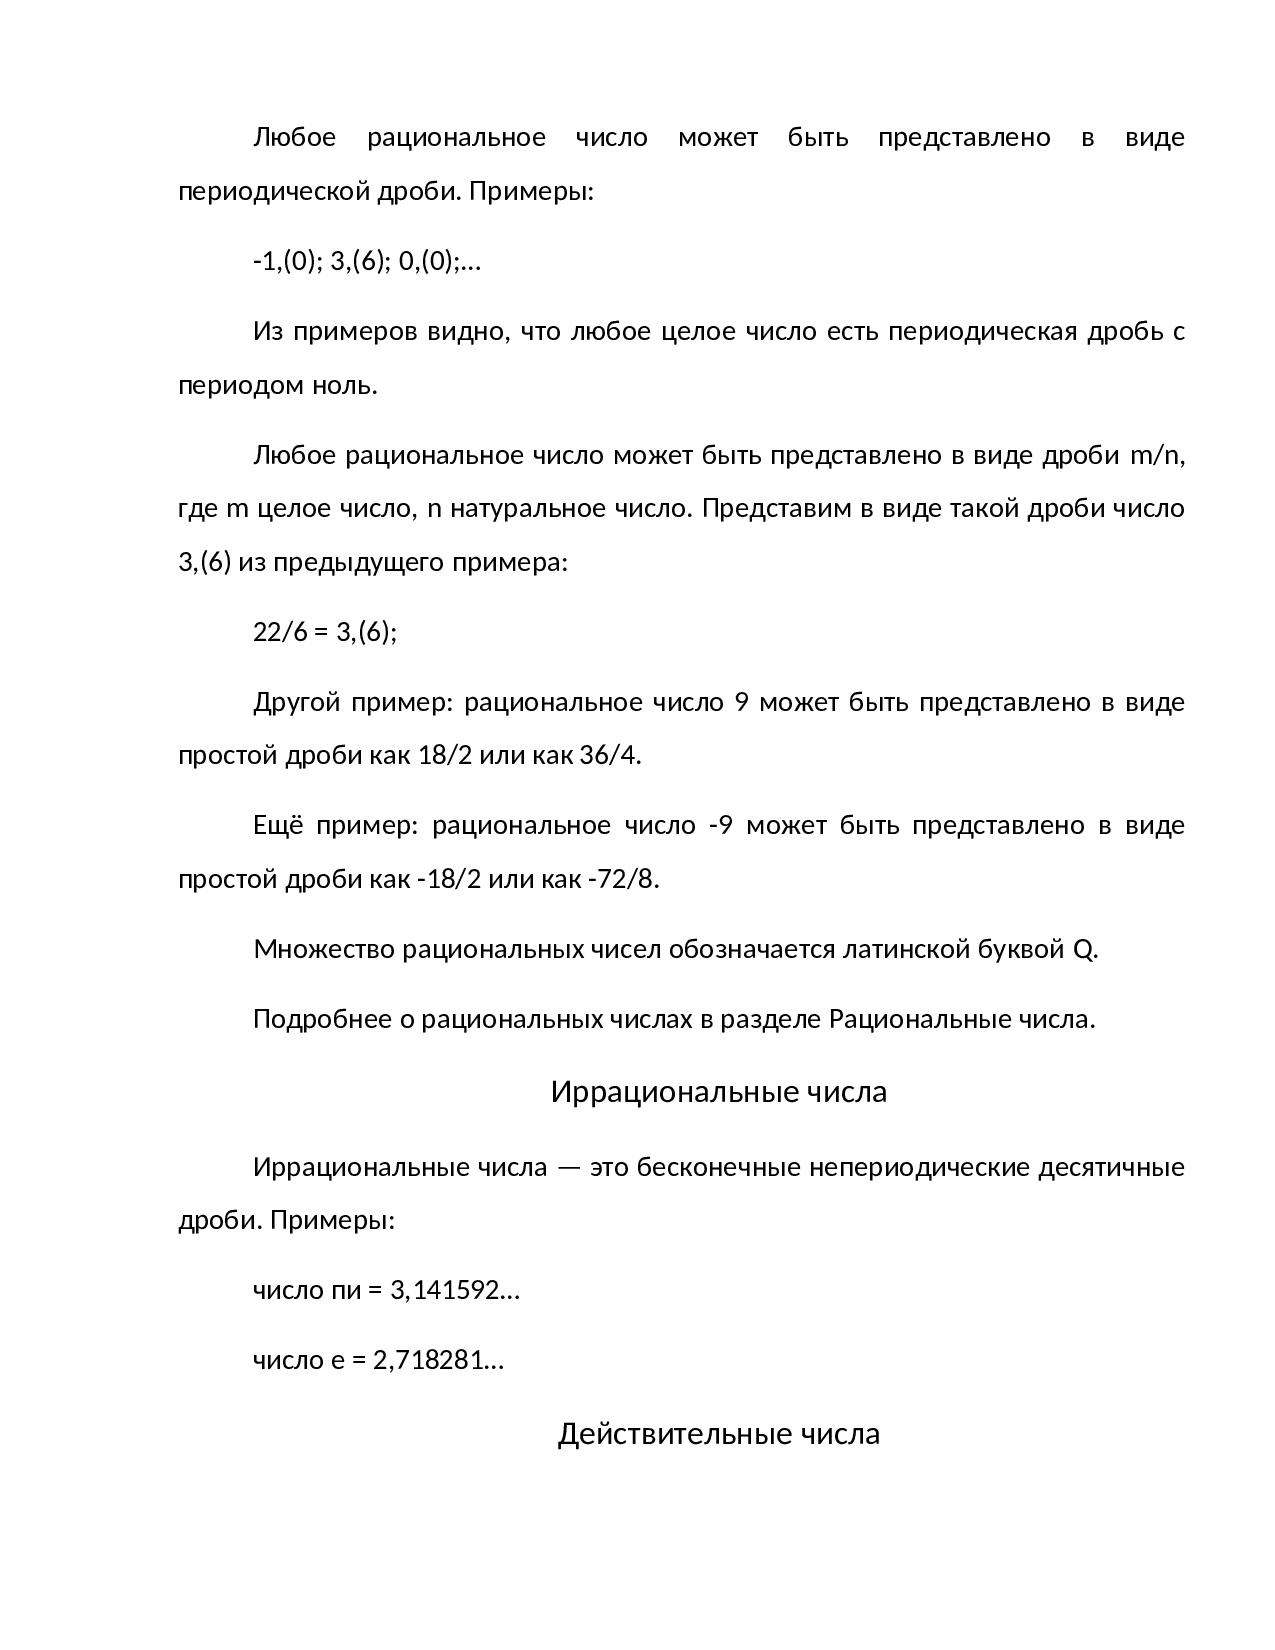 Любое рациональное число может быть представлено в виде
периодической дроби. Примеры:
-1,(0); 3,(6); 0,(0);…
Из примеров видно, что любое целое число есть периодическая дробь с
периодом ноль.
Любое рациональное число может быть представлено в виде дроби m/n,
где m целое число, n натуральное число. Представим в виде такой дроби число
3,(6) из предыдущего примера:
22/6 = 3,(6);
Другой пример: рациональное число 9 может быть представлено в виде
простой дроби как 18/2 или как 36/4.
Ещё пример: рациональное число -9 может быть представлено в виде
простой дроби как -18/2 или как -72/8.
Множество рациональных чисел обозначается латинской буквой Q.
Подробнее о рациональных числах в разделе Рациональные числа.
Иррациональные числа
Иррациональные числа — это бесконечные непериодические десятичные
дроби. Примеры:
число пи = 3,141592…
число e = 2,718281…
Действительные числа